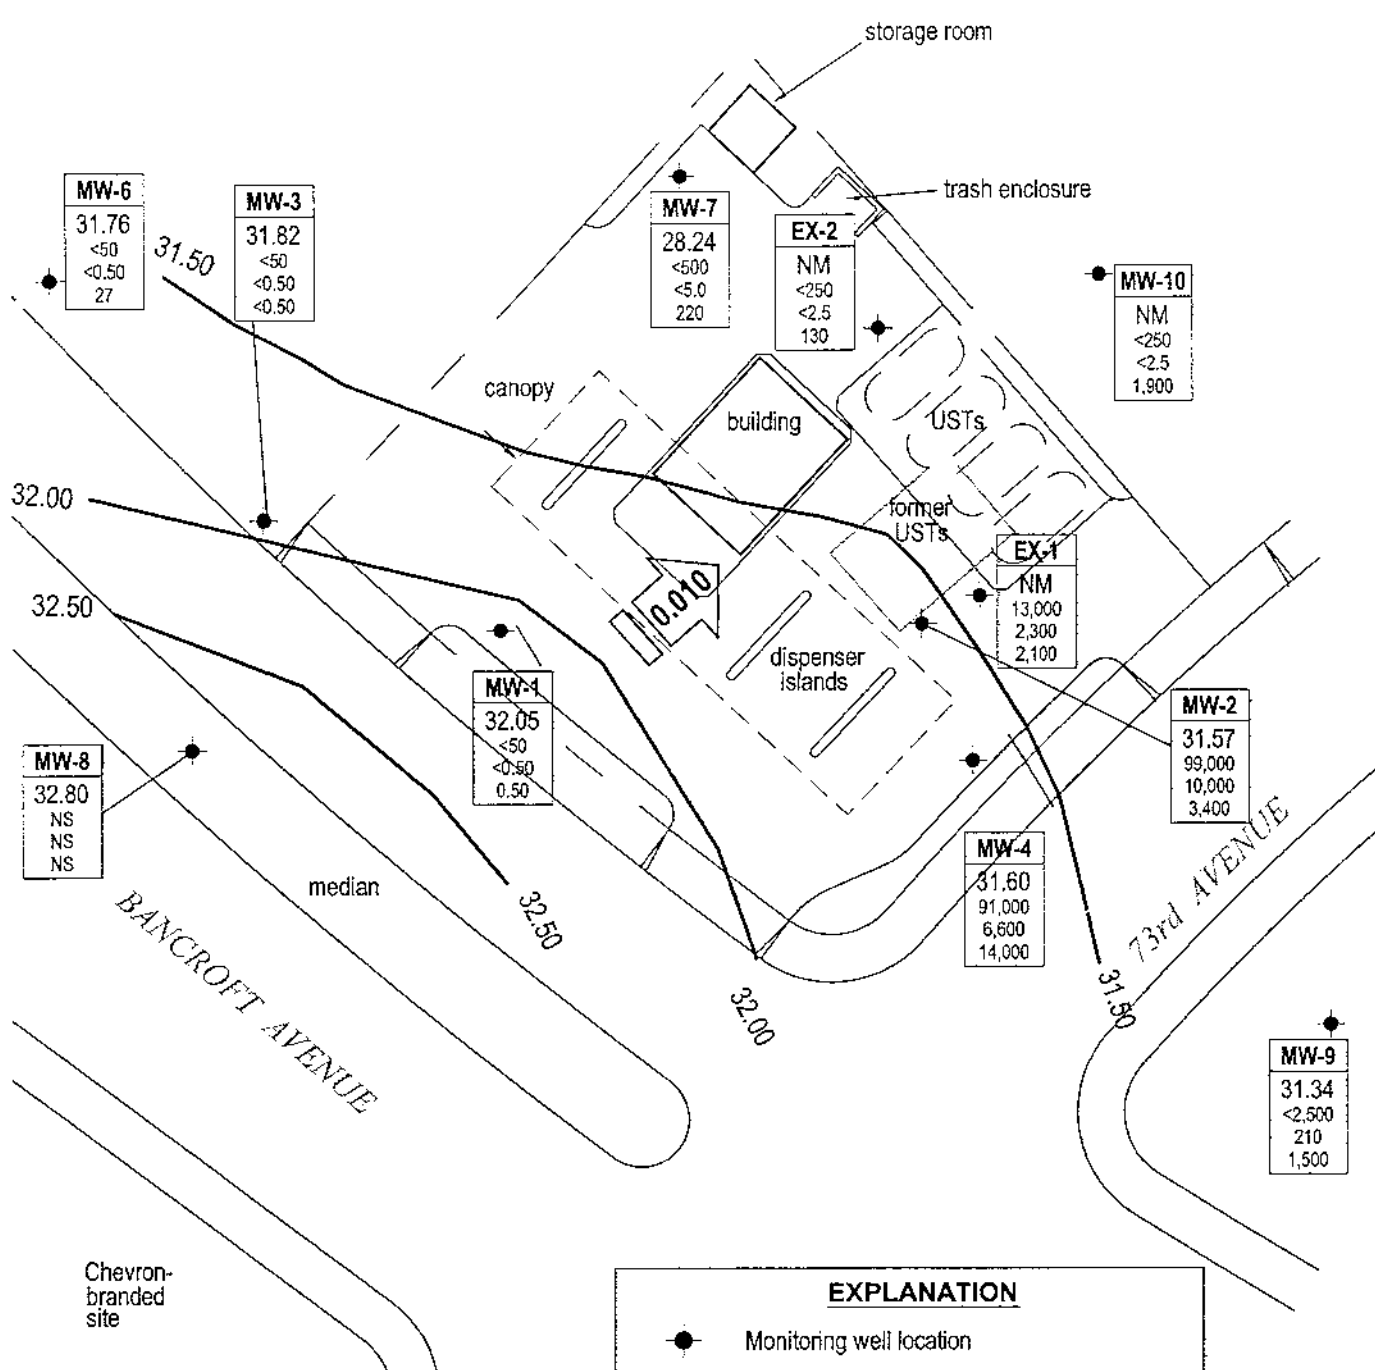 storage room
trash enclosure
MW-6
31.76
<50
<0.50
27
31.50
MW-3
31.82
<50
<0.50
<0.50
MW-7
28.24
<500
<5.0
220
EX-2
NM
<250
<2.5
130
MW-10
NM
<250
<2.5
1,900
canopy
building
USTs
former
USTs
32.00
32.50
0.010
EX-1
NM
13,000
2,300
2,100
dispenser
islands
MW-1
32.05
<50
<0.50
0.50
MW-2
31.57
99,000
10,000
3,400
MW-8
32.80
NS
NS
NS
MW-4
31.60
91,000
6,600
14,000
median
32.50
32.00
31.50
BANCROFT AVENUE
73rd AVENUE
MW-9
31.34
<2,500
210
1,500
Chevron-
branded
site
EXPLANATION
Monitoring well location